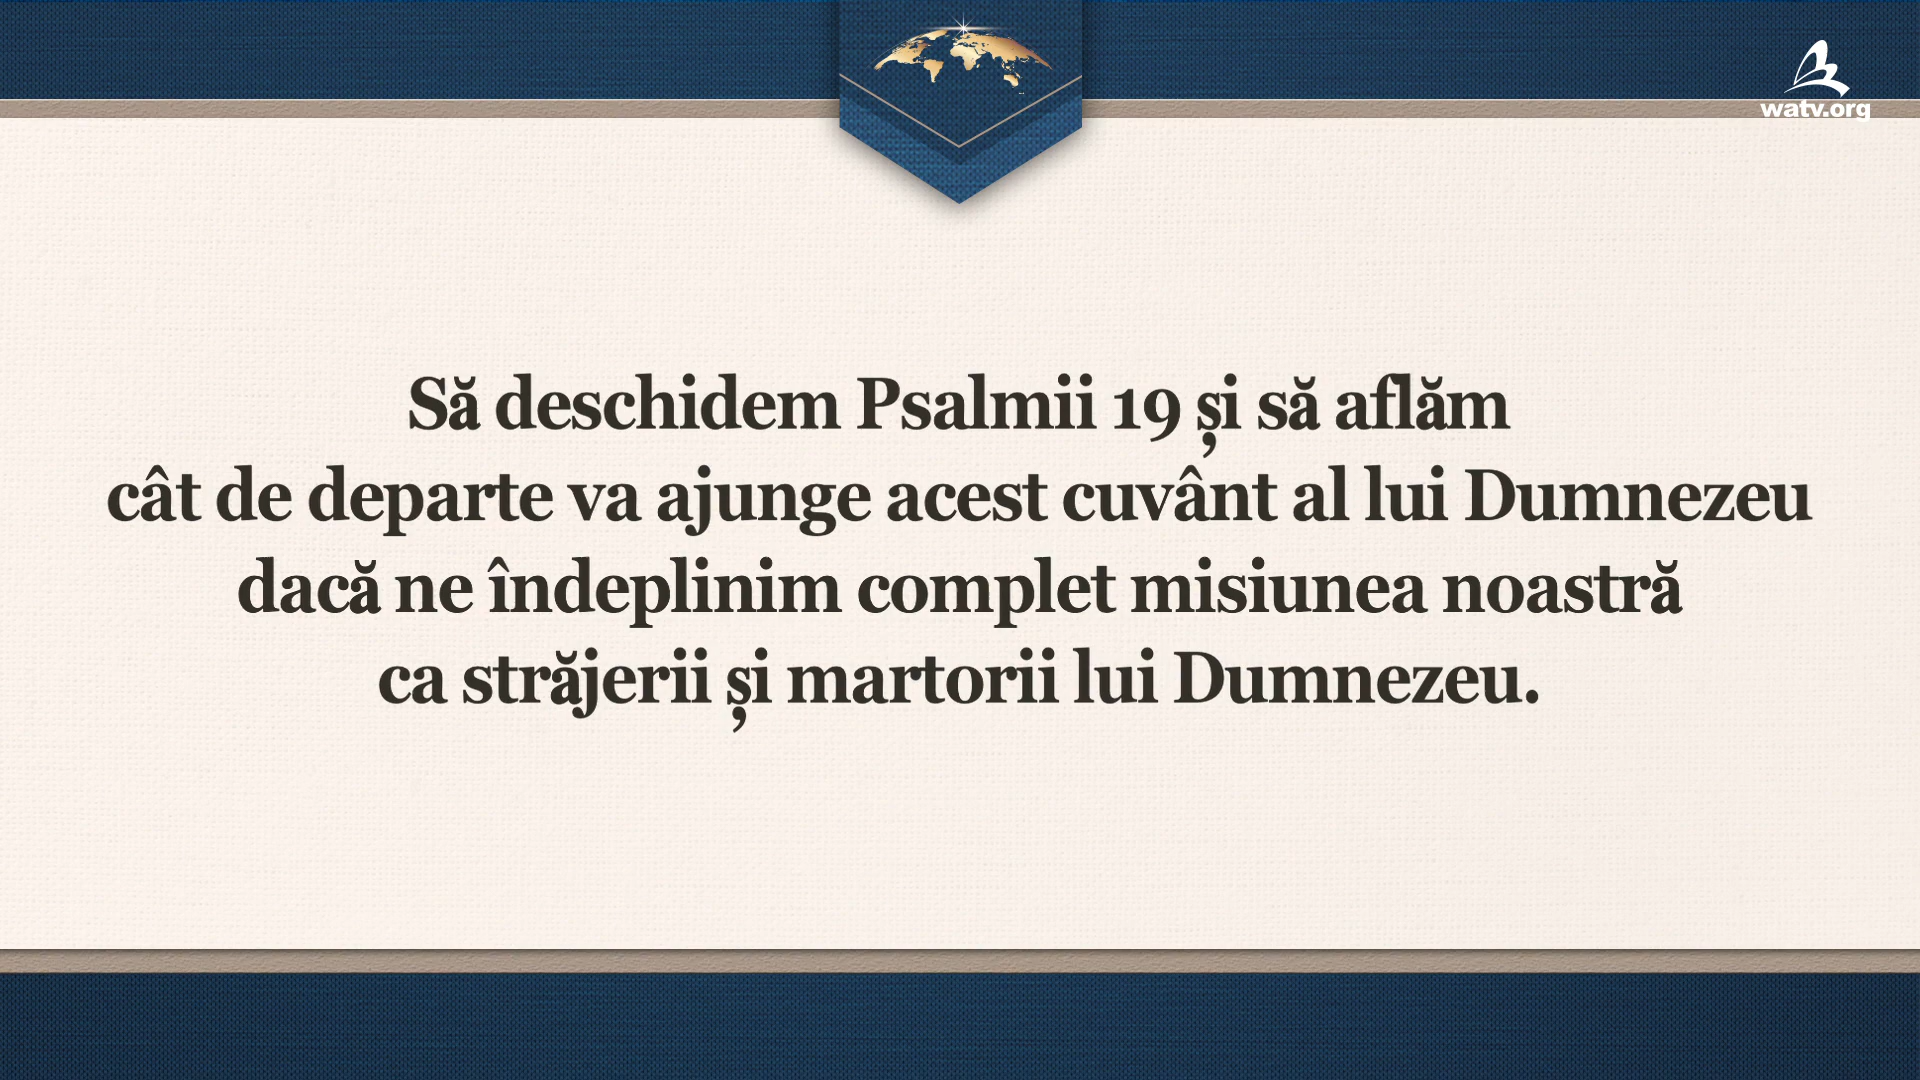 watv.org
Să deschidem Psalmii 19 și să aflăm
cât de departe va ajunge acest cuvânt al lui Dumnezeu
dacă ne îndeplinim complet misiunea noastră
ca străjerii și martorii lui Dumnezeu.